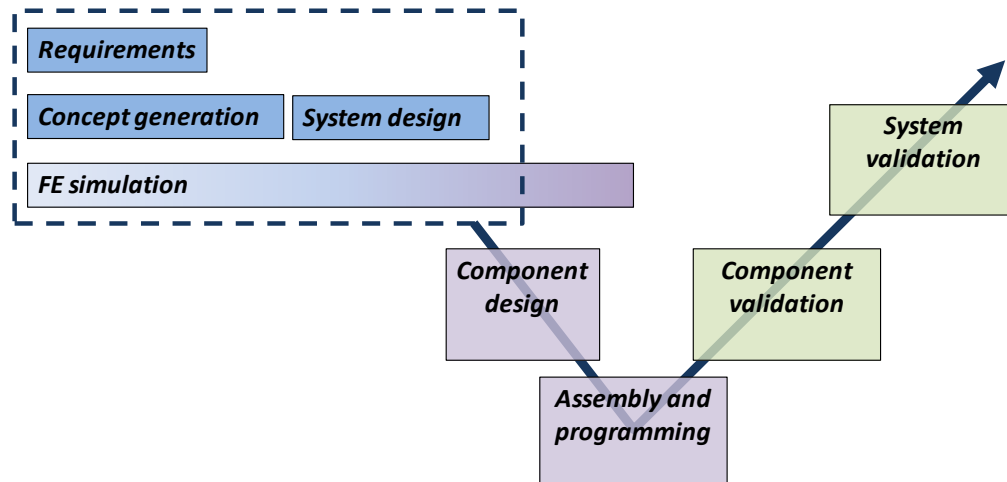 Requirements
Concept generation
System design
FE simulation
Component
design
Assembly and
programming
Component
validation
System
validation